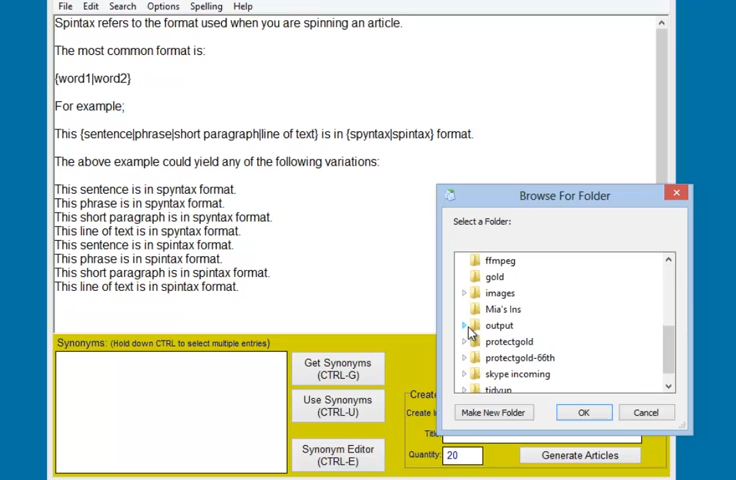 File Edit Search Options Spelling Help
Spintax refers to the format used when you are spinning an article.
The most common format is:
{word1|word2}
For example;
This {sentence|phrase|short paragraph|line of text} is in {spyntax|spintax} format.
The above example could yield any of the following variations:
This sentence is in spyntax format.
This phrase is in spyntax format.
This short paragraph is in spyntax format.
This line of text is in spyntax format.
This sentence is in spintax format.
This phrase is in spintax format.
This short paragraph is in spintax format.
This line of text is in spintax format.
Browse For Folder
Select a Folder:
ffmpeg
gold
images
Mia's Ins
output
protectgold
protectgold-66th
skype incoming
tidyup
Make New Folder OK Cancel
Synonyms: (Hold down CTRL to select multiple entries)
Get Synonyms
(CTRL-G)
Use Synonyms
(CTRL-U)
Synonym Editor
(CTRL-E)
Quantity: 20 Generate Articles